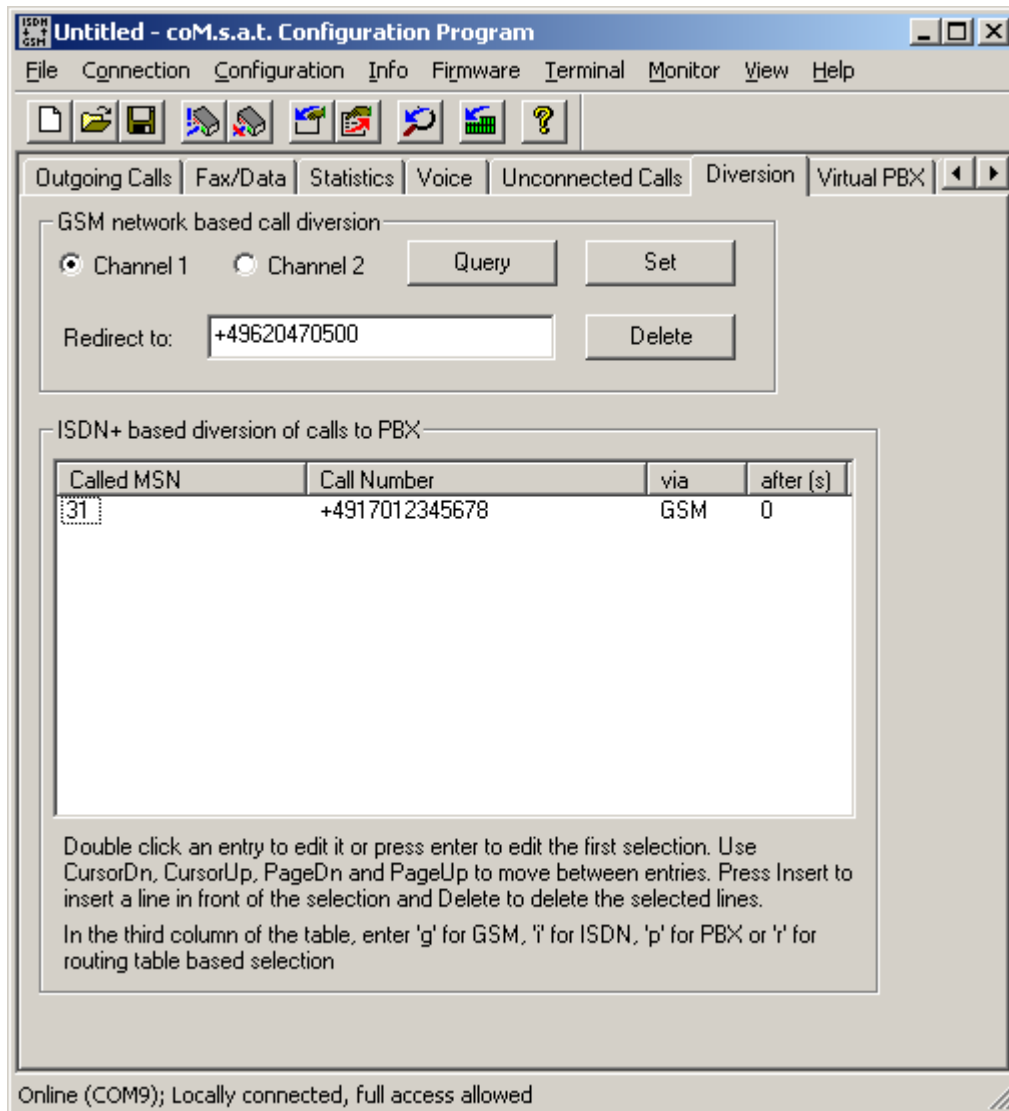 ISDN
GSM
Untitled - coM.s.a.t. Configuration Program
File Connection Configuration Info Firmware Terminal Monitor View Help
Outgoing Calls Fax/Data Statistics Voice Unconnected Calls Diversion Virtual PBX
GSM network based call diversion
Channel 1 Channel 2 Query Set
Redirect to: +49620470500 Delete
ISDN+ based diversion of calls to PBX
Called MSN Call Number via after (s)
31 +4917012345678 GSM 0
Double click an entry to edit it or press enter to edit the first selection. Use
CursorDn, CursorUp, PageDn and PageUp to move between entries. Press Insert to
insert a line in front of the selection and Delete to delete the selected lines.
In the third column of the table, enter 'g' for GSM, 'i' for ISDN, 'p' for PBX or 'r' for
routing table based selection
Online (COM9); Locally connected, full access allowed